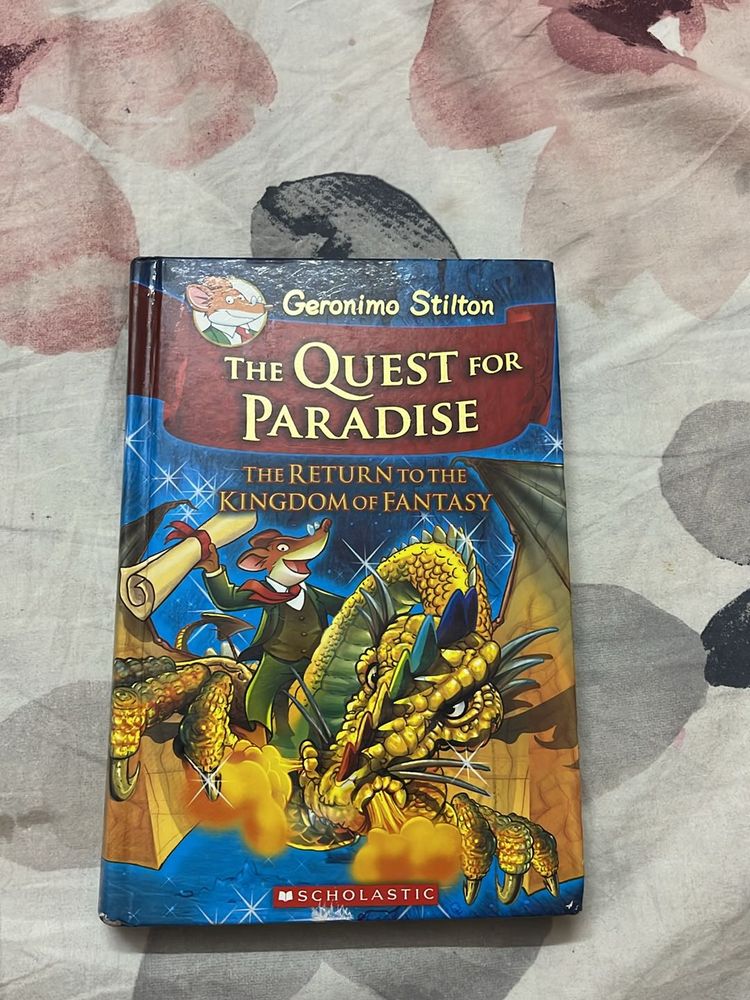 Geronimo Stilton
THE QUEST FOR
PARADISE
THE RETURN TO THE
KINGDOM OF FANTASY
SCHOLASTIC